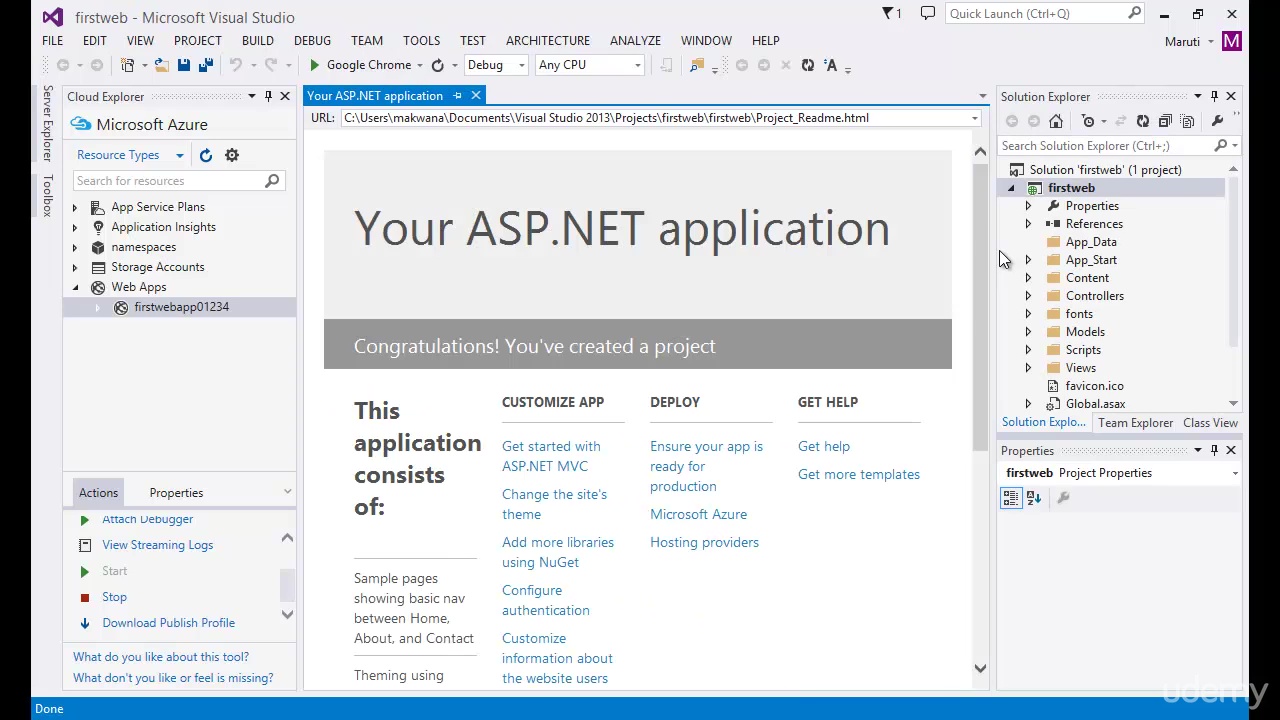 firstweb - Microsoft Visual Studio
1
Quick Launch (Ctrl+Q)
FILE EDIT VIEW PROJECT BUILD DEBUG TEAM TOOLS TEST ARCHITECTURE ANALYZE WINDOW HELP
Maruti M
Google Chrome Debug Any CPU
Server Explorer
Toolbox
Cloud Explorer
Microsoft Azure
Resource Types
Search for resources
App Service Plans
Application Insights
namespaces
Storage Accounts
Web Apps
firstwebapp01234
Actions Properties
Attach Debugger
View Streaming Logs
Start
Stop
Download Publish Profile
What do you like about this tool?
What don't you like or feel is missing?
Your ASP.NET application
URL: C:\Users\makwana\Documents\Visual Studio 2013\Projects\firstweb\firstweb\Project_Readme.html
Your ASP.NET application
Congratulations! You've created a project
This
application
consists
of:
Sample pages
showing basic nav
between Home,
About, and Contact
Theming using
CUSTOMIZE APP
Get started with
ASP.NET MVC
Change the site's
theme
Add more libraries
using NuGet
Configure
authentication
Customize
information about
the website users
DEPLOY
Ensure your app is
ready for
production
Microsoft Azure
Hosting providers
GET HELP
Get help
Get more templates
Solution Explorer
Search Solution Explorer (Ctrl+;)
Solution 'firstweb' (1 project)
firstweb
Properties
References
App_Data
App_Start
Content
Controllers
fonts
Models
Scripts
Views
favicon.ico
Global.asax
Solution Explo... Team Explorer Class View
Properties
firstweb Project Properties
Done
udemy